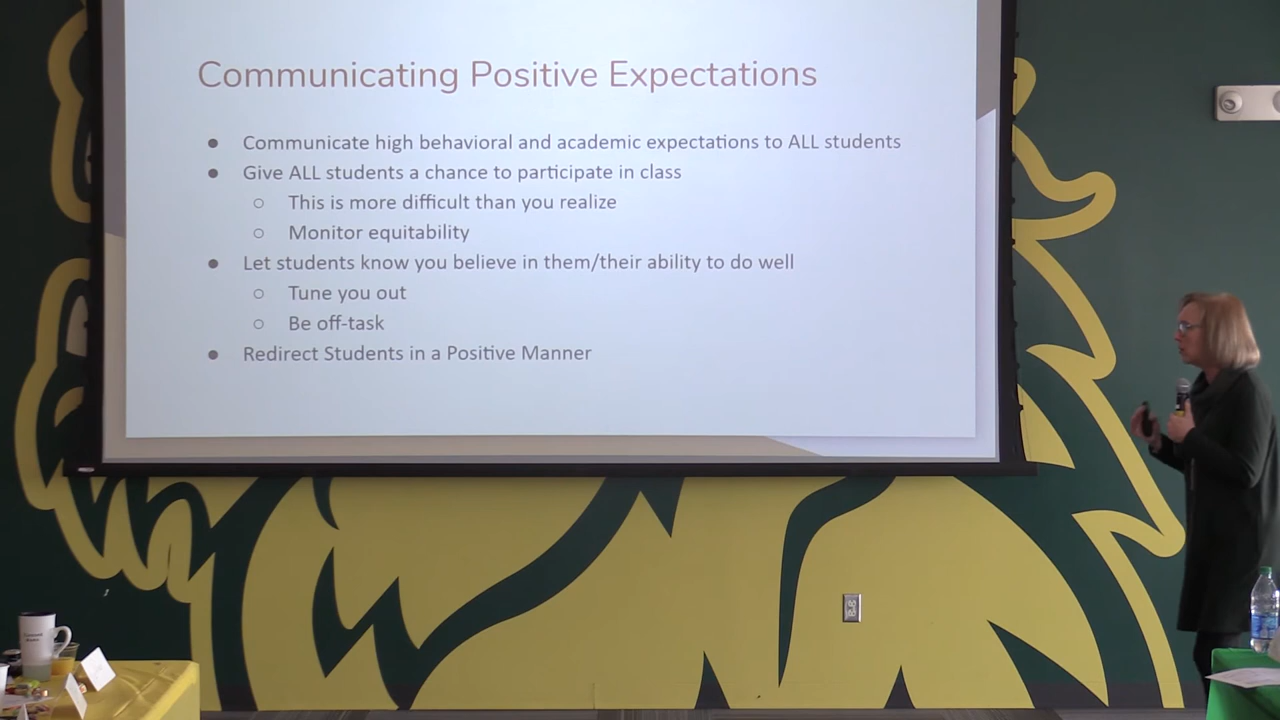 Communicating Positive Expectations
● Communicate high behavioral and academic expectations to ALL students
● Give ALL students a chance to participate in class
○ This is more difficult than you realize
○ Monitor equitability
● Let students know you believe in them/their ability to do well
○ Tune you out
○ Be off-task
● Redirect Students in a Positive Manner